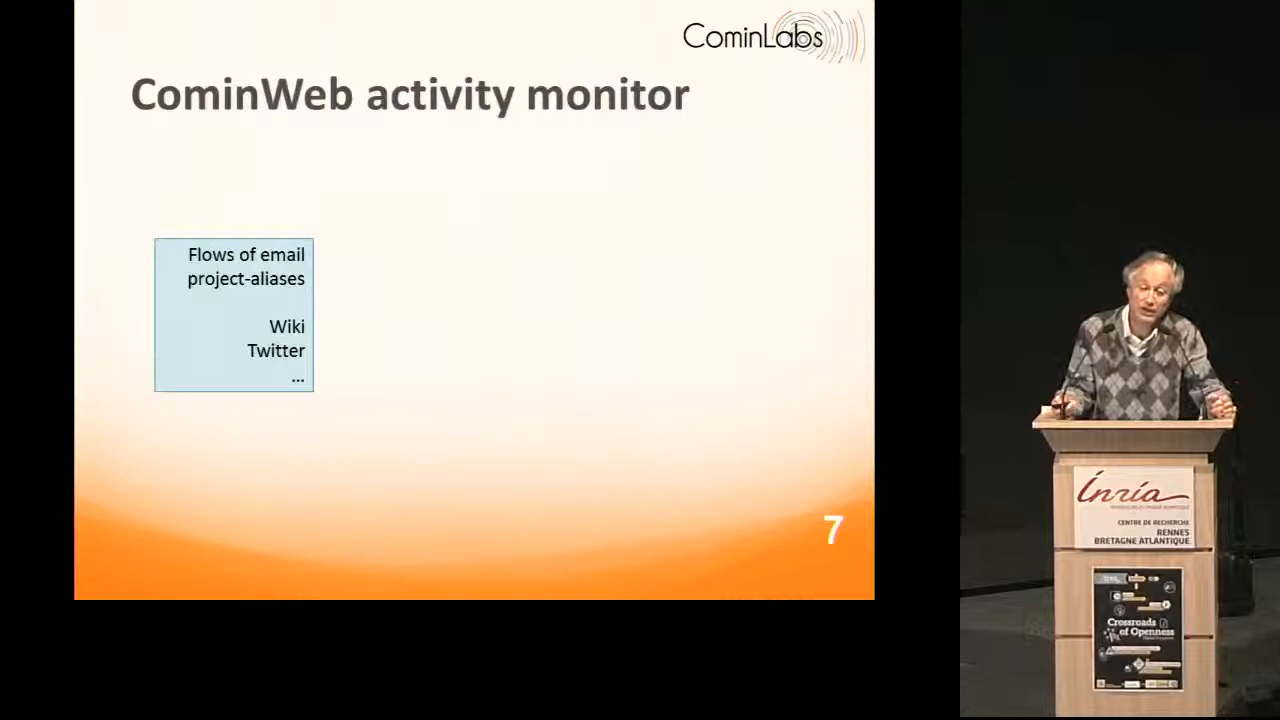 CominLabs
CominWeb activity monitor
Flows of email
project-aliases
Wiki
Twitter
...
7
Inria
CENTRE DE RECHERCHE
RENNES
BRETAGNE ATLANTIQUE
Crossroads
of Openness